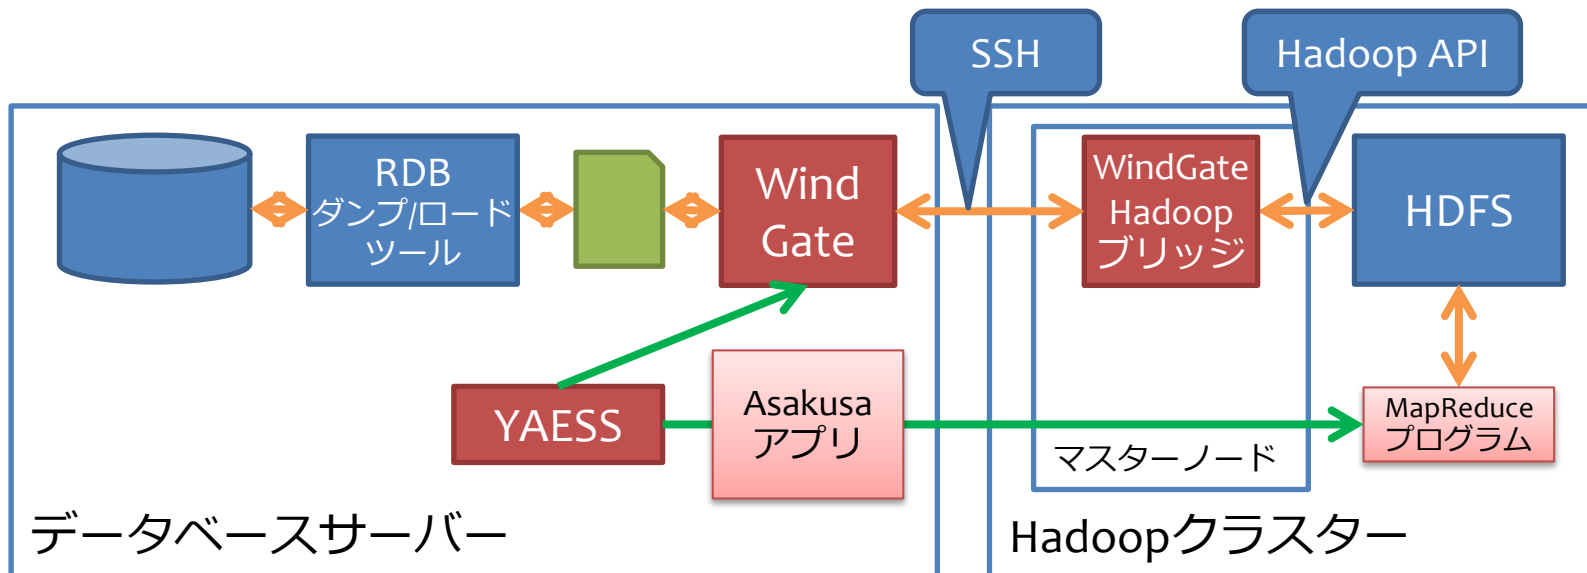 SSH
Hadoop API
RDB
ダンプ/ロード
ツール
Wind
Gate
WindGate
Hadoop
ブリッジ
HDFS
YAESS
Asakusa
アプリ
マスターノード
MapReduce
プログラム
データベースサーバー
Hadoopクラスター